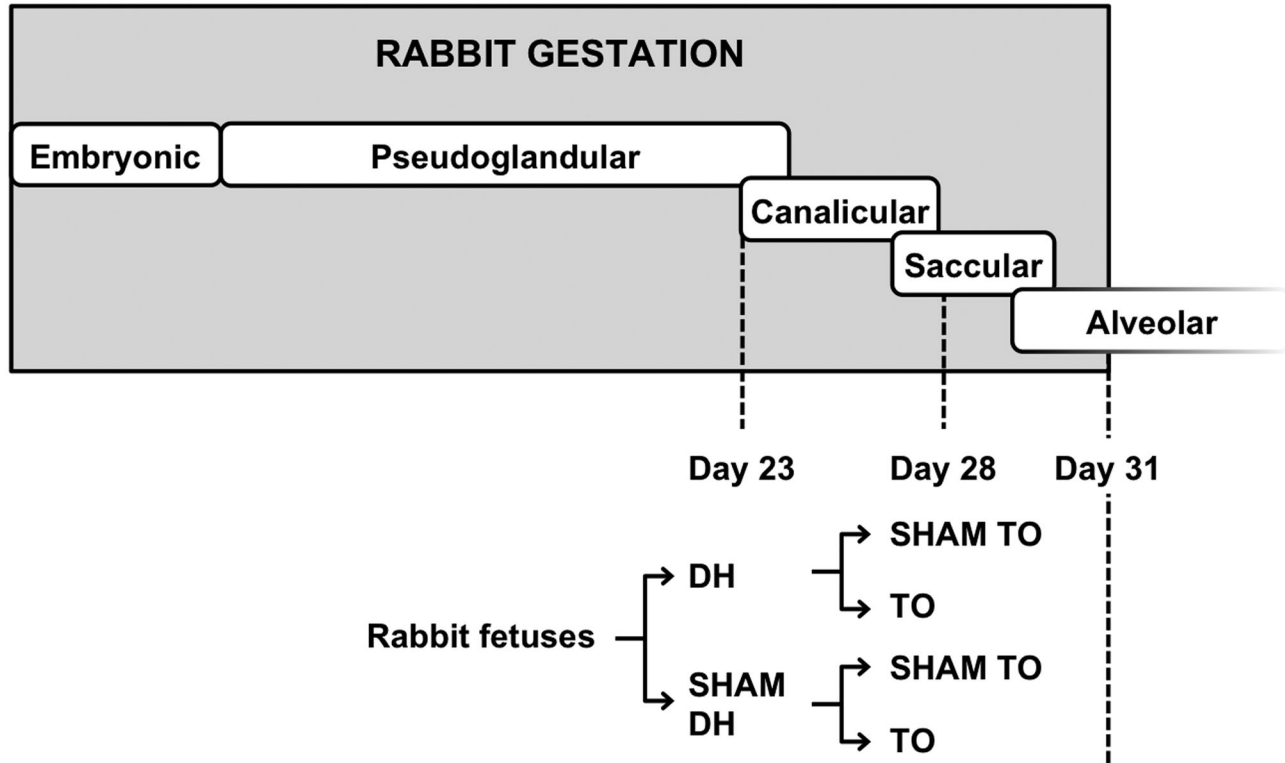 RABBIT GESTATION
Embryonic
Pseudoglandular
Canalicular
Saccular
Alveolar
Day 23
Day 28
Day 31
Rabbit fetuses
DH
SHAM TO
TO
SHAM
DH
SHAM TO
TO